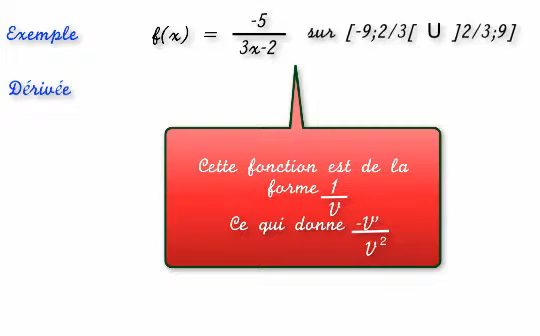 Exemple f(x) = -5/3x-2 sur [-9;2/3[ U ]2/3;9]
Dérivée
Cette fonction est de la
forme 1/v
Ce qui donne -v'/v²